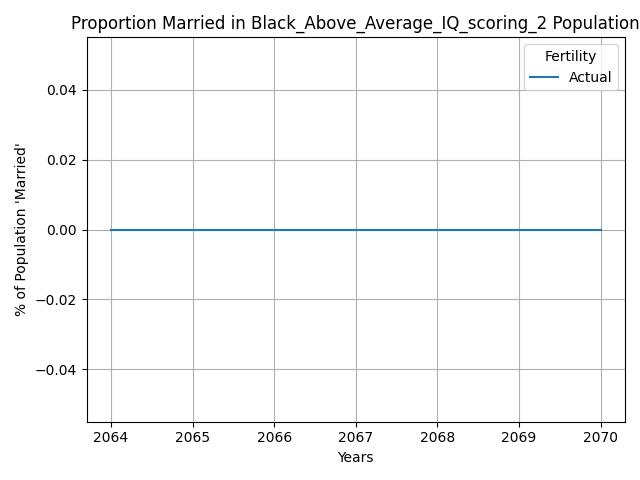 Proportion Married in Black_Above_Average_IQ_scoring_2 Population
Fertility
Actual
% of Population 'Married'
0.04
0.02
0.00
−0.02
−0.04
2064 2065 2066 2067 2068 2069 2070
Years